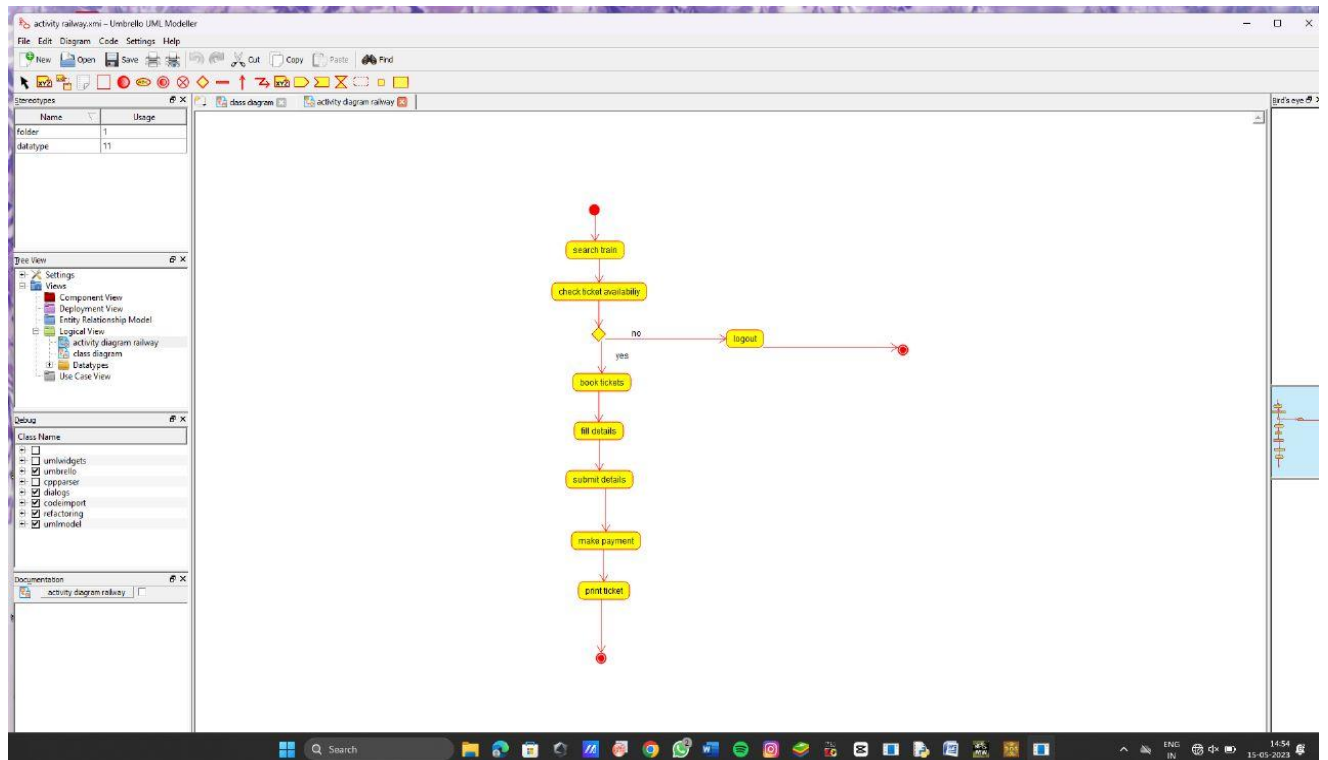 activity railway.xmi – Umbrello UML Modeller
File Edit Diagram Code Settings Help
New Open Save Cut Copy Paste Find
Stereotypes
Name Usage
folder 1
datatype 11
class diagram
activity diagram railway
Bird's eye
Tree View
Settings
Views
Component View
Deployment View
Entity Relationship Model
Logical View
activity diagram railway
class diagram
Datatypes
Use Case View
Debug
Class Name
umlwidgets
umbrello
cppparser
dialogs
codeimport
refactoring
umlmodel
Documentation
activity diagram railway
search train
check ticket availabiliy
no
logout
yes
book tickets
fill details
submit details
make payment
print ticket
Search
ENG
IN
14:54
15-05-2023